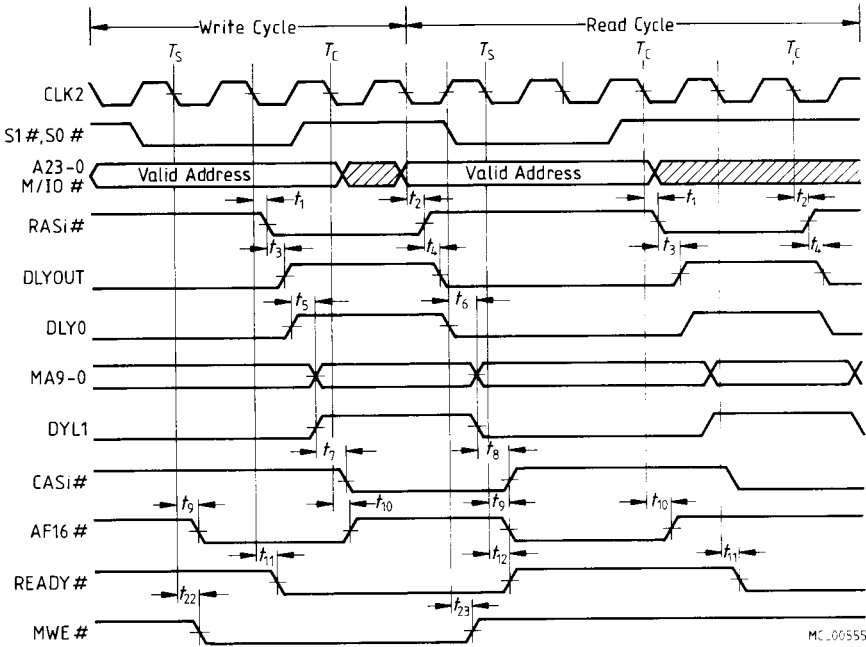 Write Cycle Read Cycle
TS TC TS TC TC
CLK2
S1#,S0#
A23-0
M/IO # Valid Address Valid Address
t1 t2 t1 t2
RASi#
t3 t4 t3 t4
DLYOUT
t5 t6
DLY0
MA9-0
DYL1
t7 t8
CASi#
t9 t10 t9 t10
AF16 #
t11 t12 t11
READY#
t22 t23
MWE #